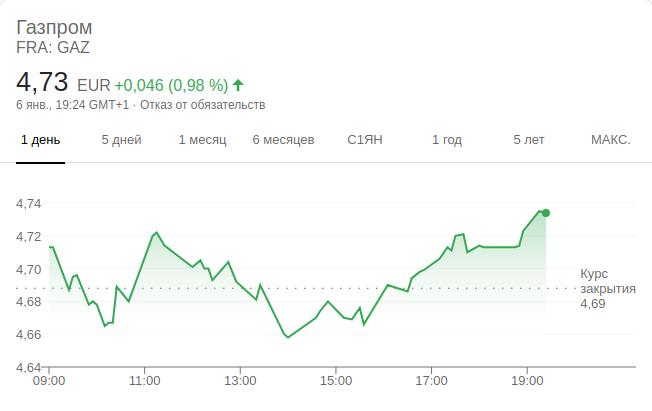 Газпром
FRA: GAZ
4,73 EUR +0,046 (0,98 %)
6 янв., 19:24 GMT+1 · Отказ от обязательств
1 день 5 дней 1 месяц 6 месяцев С1ЯН 1 год 5 лет МАКС.
4,74
4,72
4,70
4,68
4,66
4,64
Курс
закрытия
4,69
09:00 11:00 13:00 15:00 17:00 19:00